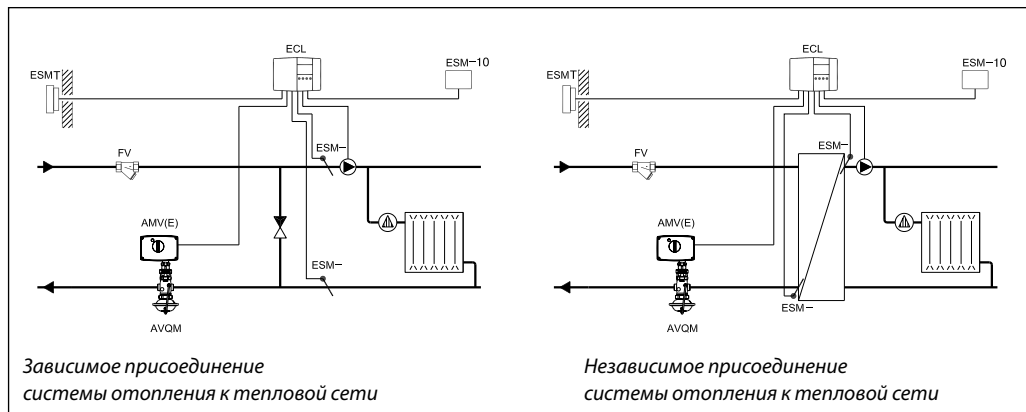 ECL
ESMT
ESM-10
FV
ESM-
AMV(E)
ESM-
AVQM
Зависимое присоединение
системы отопления к тепловой сети
ECL
ESMT
ESM-10
FV
ESM-
AMV(E)
ESM-
AVQM
Независимое присоединение
системы отопления к тепловой сети